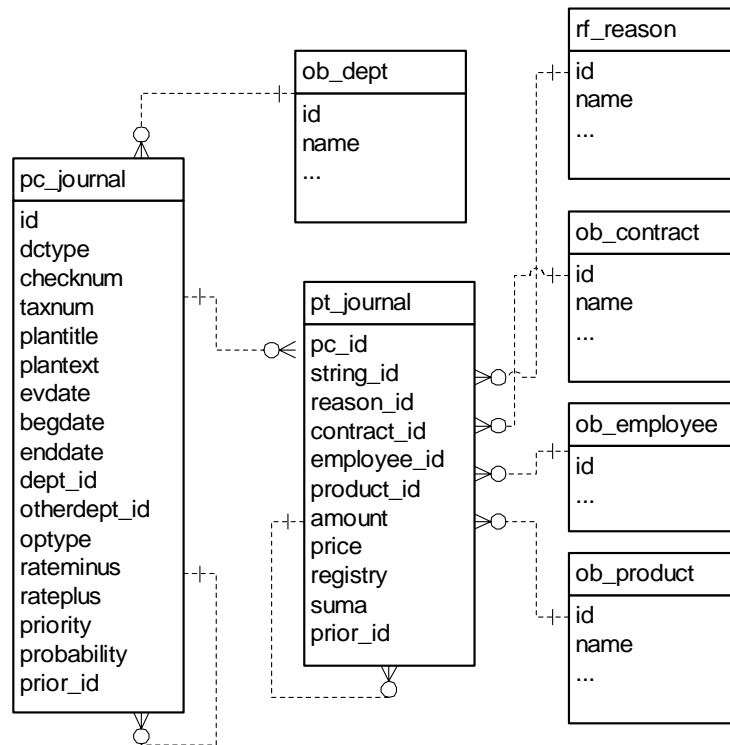 rf_reason
id
name
...
ob_dept
id
name
...
pc_journal
id
dctype
checknum
taxnum
plantitle
plantext
evdate
begdate
enddate
dept_id
otherdept_id
optype
rateminus
rateplus
priority
probability
prior_id
ob_contract
id
name
...
pt_journal
pc_id
string_id
reason_id
contract_id
employee_id
product_id
amount
price
registry
suma
prior_id
ob_employee
id
...
ob_product
id
name
...